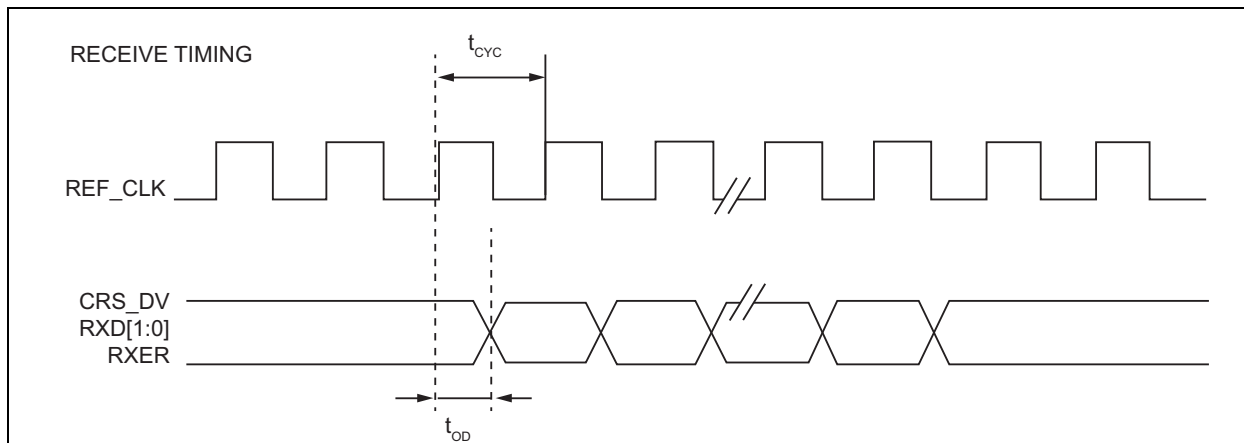 RECEIVE TIMING
tCYC
REF_CLK
CRS_DV
RXD[1:0]
RXER
tOD